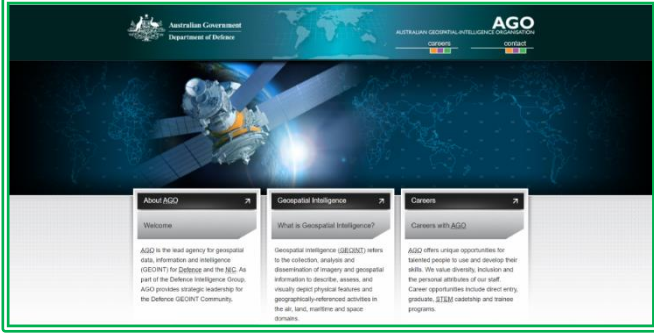 Australian Government
Department of Defence
AGO
AUSTRALIAN GEOSPATIAL-INTELLIGENCE ORGANISATION
careers
contact
About AGO
Welcome
AGO is the lead agency for geospatial
data, information and intelligence
(GEOINT) for Defence and the NIC. As
part of the Defence Intelligence Group,
AGO provides strategic leadership for
the Defence GEOINT Community.
Geospatial Intelligence
What is Geospatial Intelligence?
Geospatial intelligence (GEOINT) refers
to the collection, analysis and
dissemination of imagery and geospatial
information to describe, assess, and
visually depict physical features and
geographically-referenced activities in
the air, land, maritime and space
domains.
Careers
Careers with AGO
AGO offers unique opportunities for
talented people to use and develop their
skills. We value diversity, inclusion and
the personal attributes of our staff.
Career opportunities include direct entry,
graduate, STEM cadetship and trainee
programs.